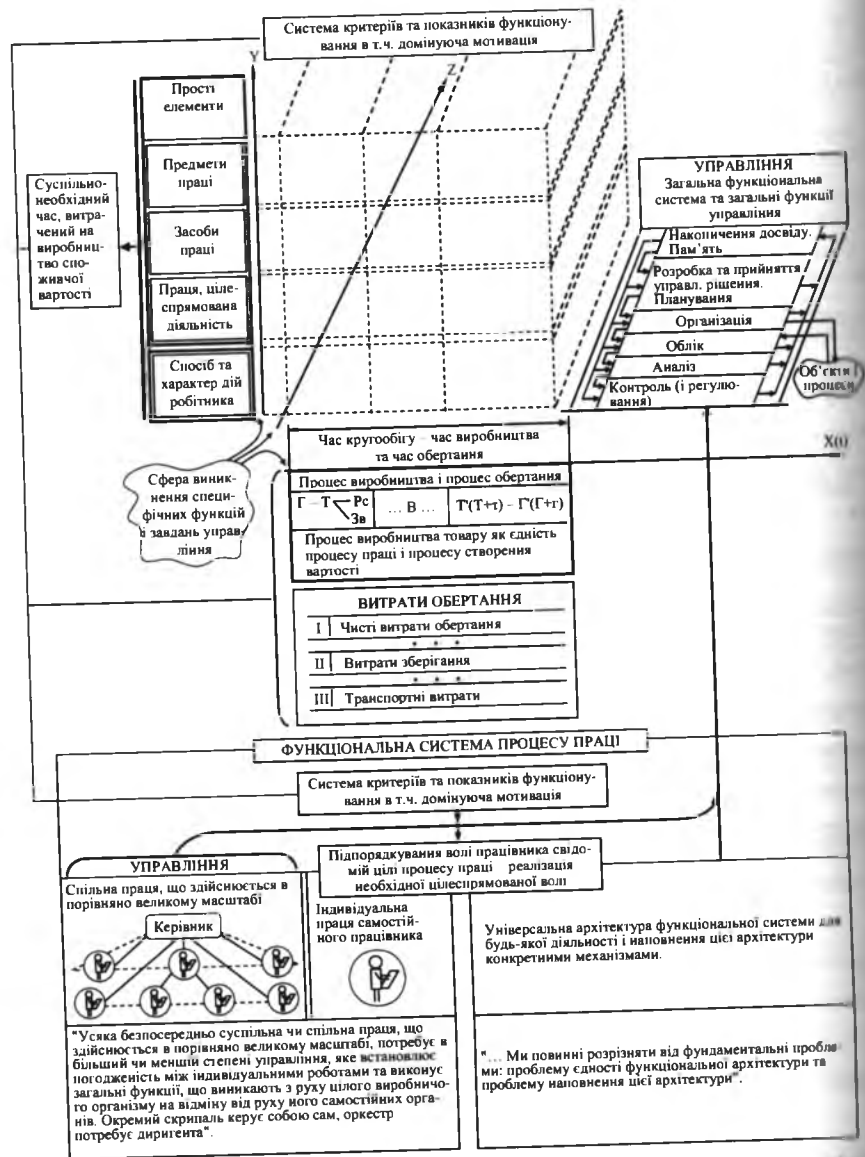 Система критеріїв та показників функціону-
вання в т.ч. домінуюча мотивація
Y
Z
Прості
елементи
Предмети
праці
Засоби
праці
Праця, ціле-
спрямована
діяльність
Спосіб та
характер дій
робітника
Суспільно-
необхідний
час, витра-
чений на
виробниц-
тво спо-
живчої
вартості
УПРАВЛІННЯ
Загальна функціональна
система та загальні функції
управління
Накопичення досвіду.
Пам'ять
Розробка та прийняття
управл. рішення.
Планування
Організація
Облік
Аналіз
Контроль (і регулю-
вання)
Об'єкти і
процеси
X(t)
Сфера виник-
нення специ-
фічних функцій
і завдань управ-
ління
Час кругообігу – час виробництва
та час обертання
Процес виробництва і процес обертання
Г – Т Рс
Зв
... В ...
Т'(Т+т) – Г'(Г+г)
Процес виробництва товару як єдність
процесу праці і процесу створення
вартості
ВИТРАТИ ОБЕРТАННЯ
I Чисті витрати обертання
• • •
II Витрати зберігання
• • •
III Транспортні витрати
ФУНКЦІОНАЛЬНА СИСТЕМА ПРОЦЕСУ ПРАЦІ
Система критеріїв та показників функціону-
вання в т.ч. домінуюча мотивація
УПРАВЛІННЯ
Спільна праця, що здійснюється в
порівняно великому масштабі
Керівник
Підпорядкування волі працівника свідо-
мій цілі процесу праці реалізація
необхідної цілеспрямованої волі
Індивідуальна
праця самостій-
ного працівника
Універсальна архітектура функціональної системи для
будь-якої діяльності і наповнення цієї архітектури
конкретними механізмами.
"Усяка безпосередньо суспільна чи спільна праця, що
здійснюється в порівняно великому масштабі, потребує в
більший чи менший степені управління, яке встановлює
погодженість між індивідуальними роботами та виконує
загальні функції, що виникають з руху цілого виробничо-
го організму на відміну від руху його самостійних орга-
нів. Окремий скрипаль керує собою сам, оркестр
потребує диригента".
"... Ми повинні розрізняти від фундаментальні пробле-
ми: проблему єдності функціональної архітектури та
проблему наповнення цієї архітектури".